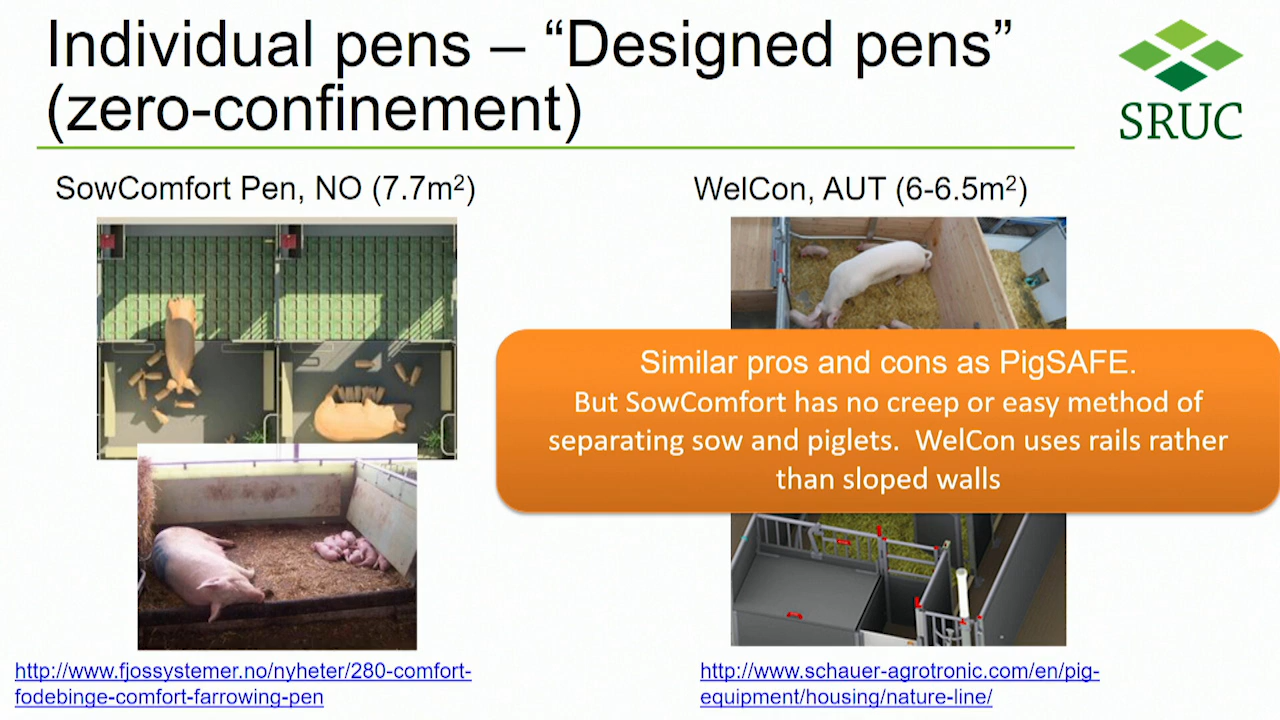 Individual pens – “Designed pens”
(zero-confinement)
SRUC
SowComfort Pen, NO (7.7m²)
WelCon, AUT (6-6.5m²)
Similar pros and cons as PigSAFE.
But SowComfort has no creep or easy method of
separating sow and piglets.  WelCon uses rails rather
than sloped walls
http://www.fjossystemer.no/nyheter/280-comfort-
fodebinge-comfort-farrowing-pen
http://www.schauer-agrotronic.com/en/pig-
equipment/housing/nature-line/